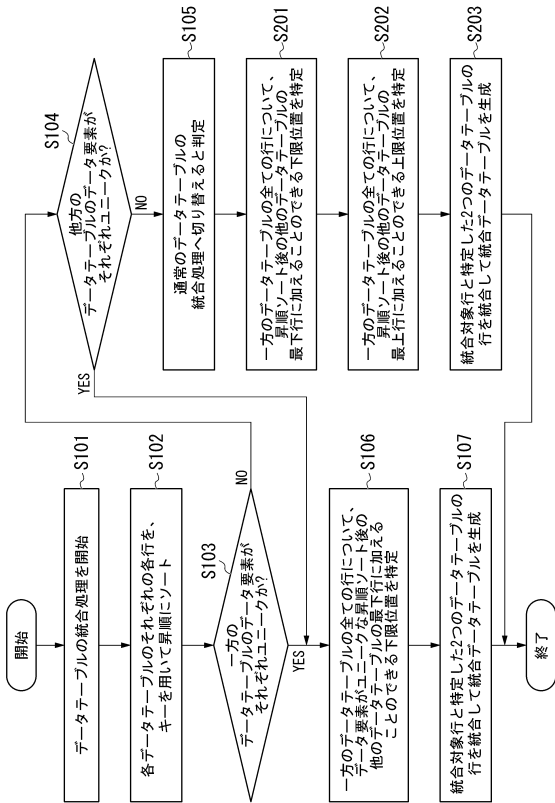 開始
S101
データテーブルの統合処理を開始
S102
各データテーブルのそれぞれの各行を、
キーを用いて昇順にソート
S103
一方の
データテーブルのデータ要素が
それぞれユニークか?
NO
YES
S106
一方のデータテーブルの全ての行について、
データ要素がユニークな昇順ソート後の
他のデータテーブルの最下行に加える
ことのできる下限位置を特定
S107
統合対象行と特定した2つのデータテーブルの
行を統合して統合データテーブルを生成
終了
S104
他方の
データテーブルのデータ要素が
それぞれユニークか?
YES
NO
S105
通常のデータテーブルの
統合処理へ切り替えると判定
S201
一方のデータテーブルの全ての行について、
昇順ソート後の他のデータテーブルの
最下行に加えることのできる下限位置を特定
S202
一方のデータテーブルの全ての行について、
昇順ソート後の他のデータテーブルの
最上行に加えることのできる上限位置を特定
S203
統合対象行と特定した2つのデータテーブルの
行を統合して統合データテーブルを生成